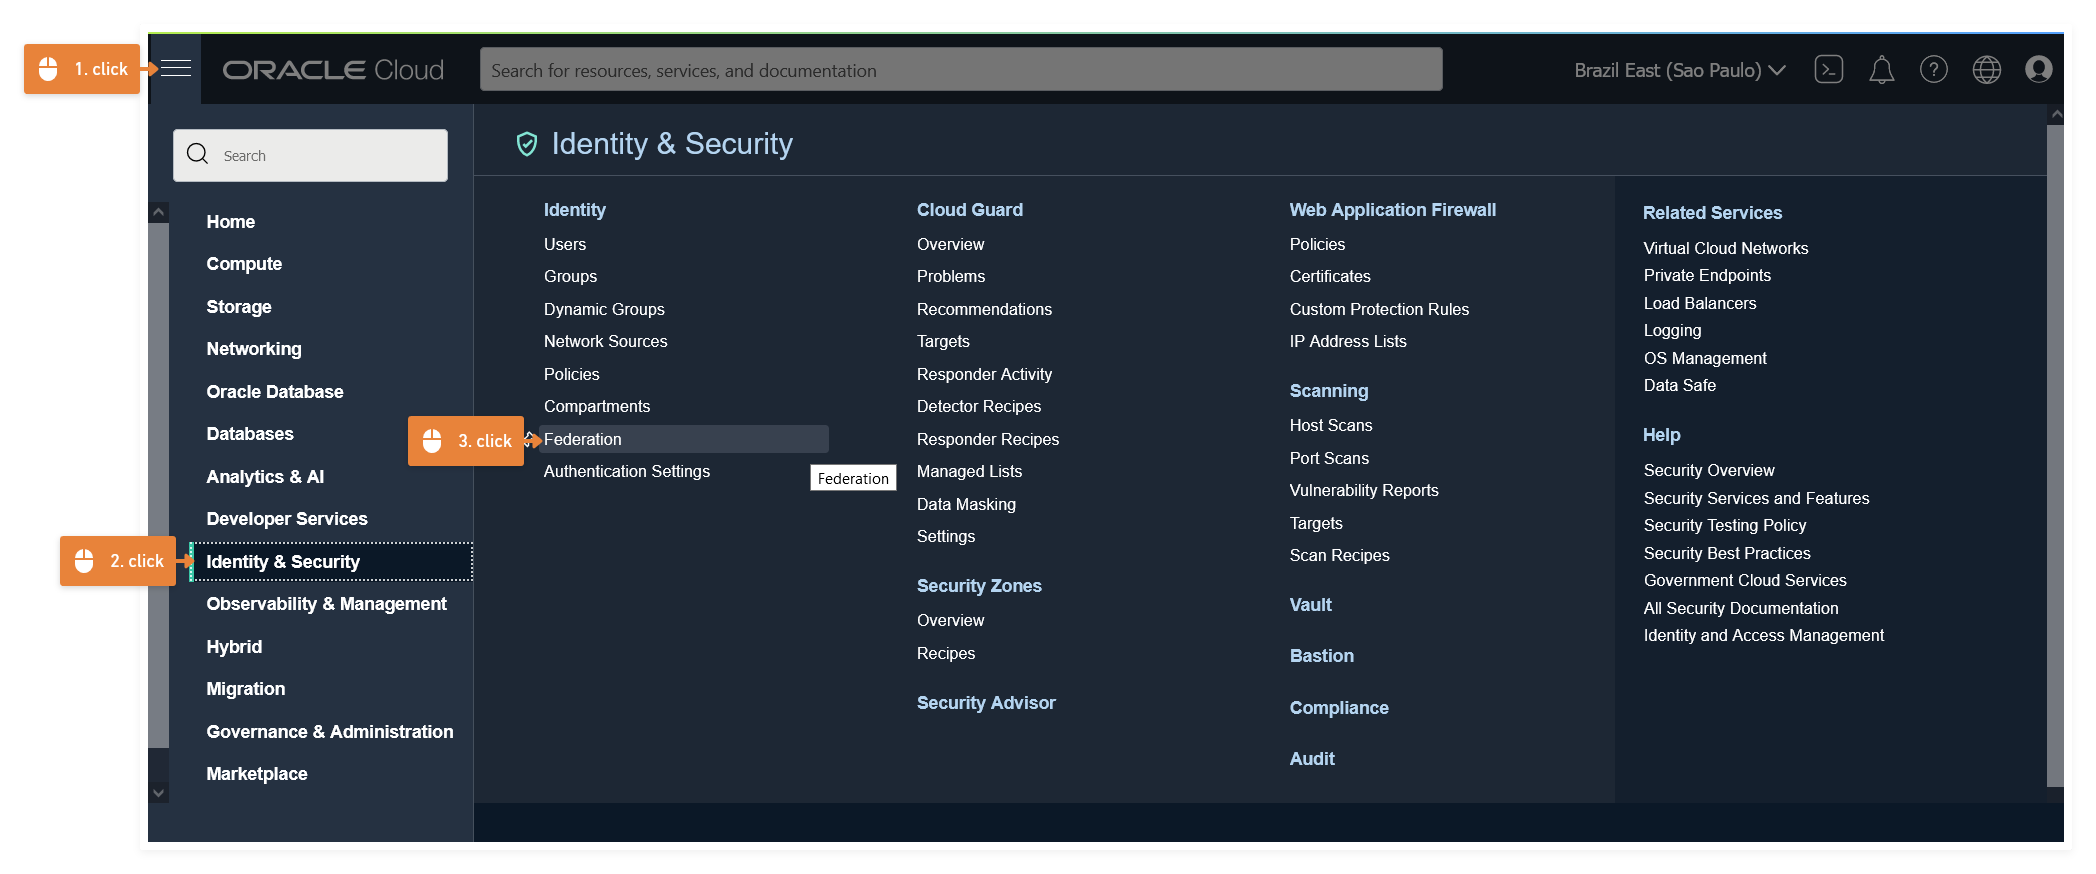 1. click
ORACLE Cloud
Search for resources, services, and documentation
Brazil East (Sao Paulo)
Search
Home
Compute
Storage
Networking
Oracle Database
Databases
Analytics & AI
Developer Services
2. click
Identity & Security
Observability & Management
Hybrid
Migration
Governance & Administration
Marketplace
Identity & Security
Identity
Users
Groups
Dynamic Groups
Network Sources
Policies
Compartments
3. click
Federation
Authentication Settings
Federation
Cloud Guard
Overview
Problems
Recommendations
Targets
Responder Activity
Detector Recipes
Responder Recipes
Managed Lists
Data Masking
Settings
Security Zones
Overview
Recipes
Security Advisor
Web Application Firewall
Policies
Certificates
Custom Protection Rules
IP Address Lists
Scanning
Host Scans
Port Scans
Vulnerability Reports
Targets
Scan Recipes
Vault
Bastion
Compliance
Audit
Related Services
Virtual Cloud Networks
Private Endpoints
Load Balancers
Logging
OS Management
Data Safe
Help
Security Overview
Security Services and Features
Security Testing Policy
Security Best Practices
Government Cloud Services
All Security Documentation
Identity and Access Management